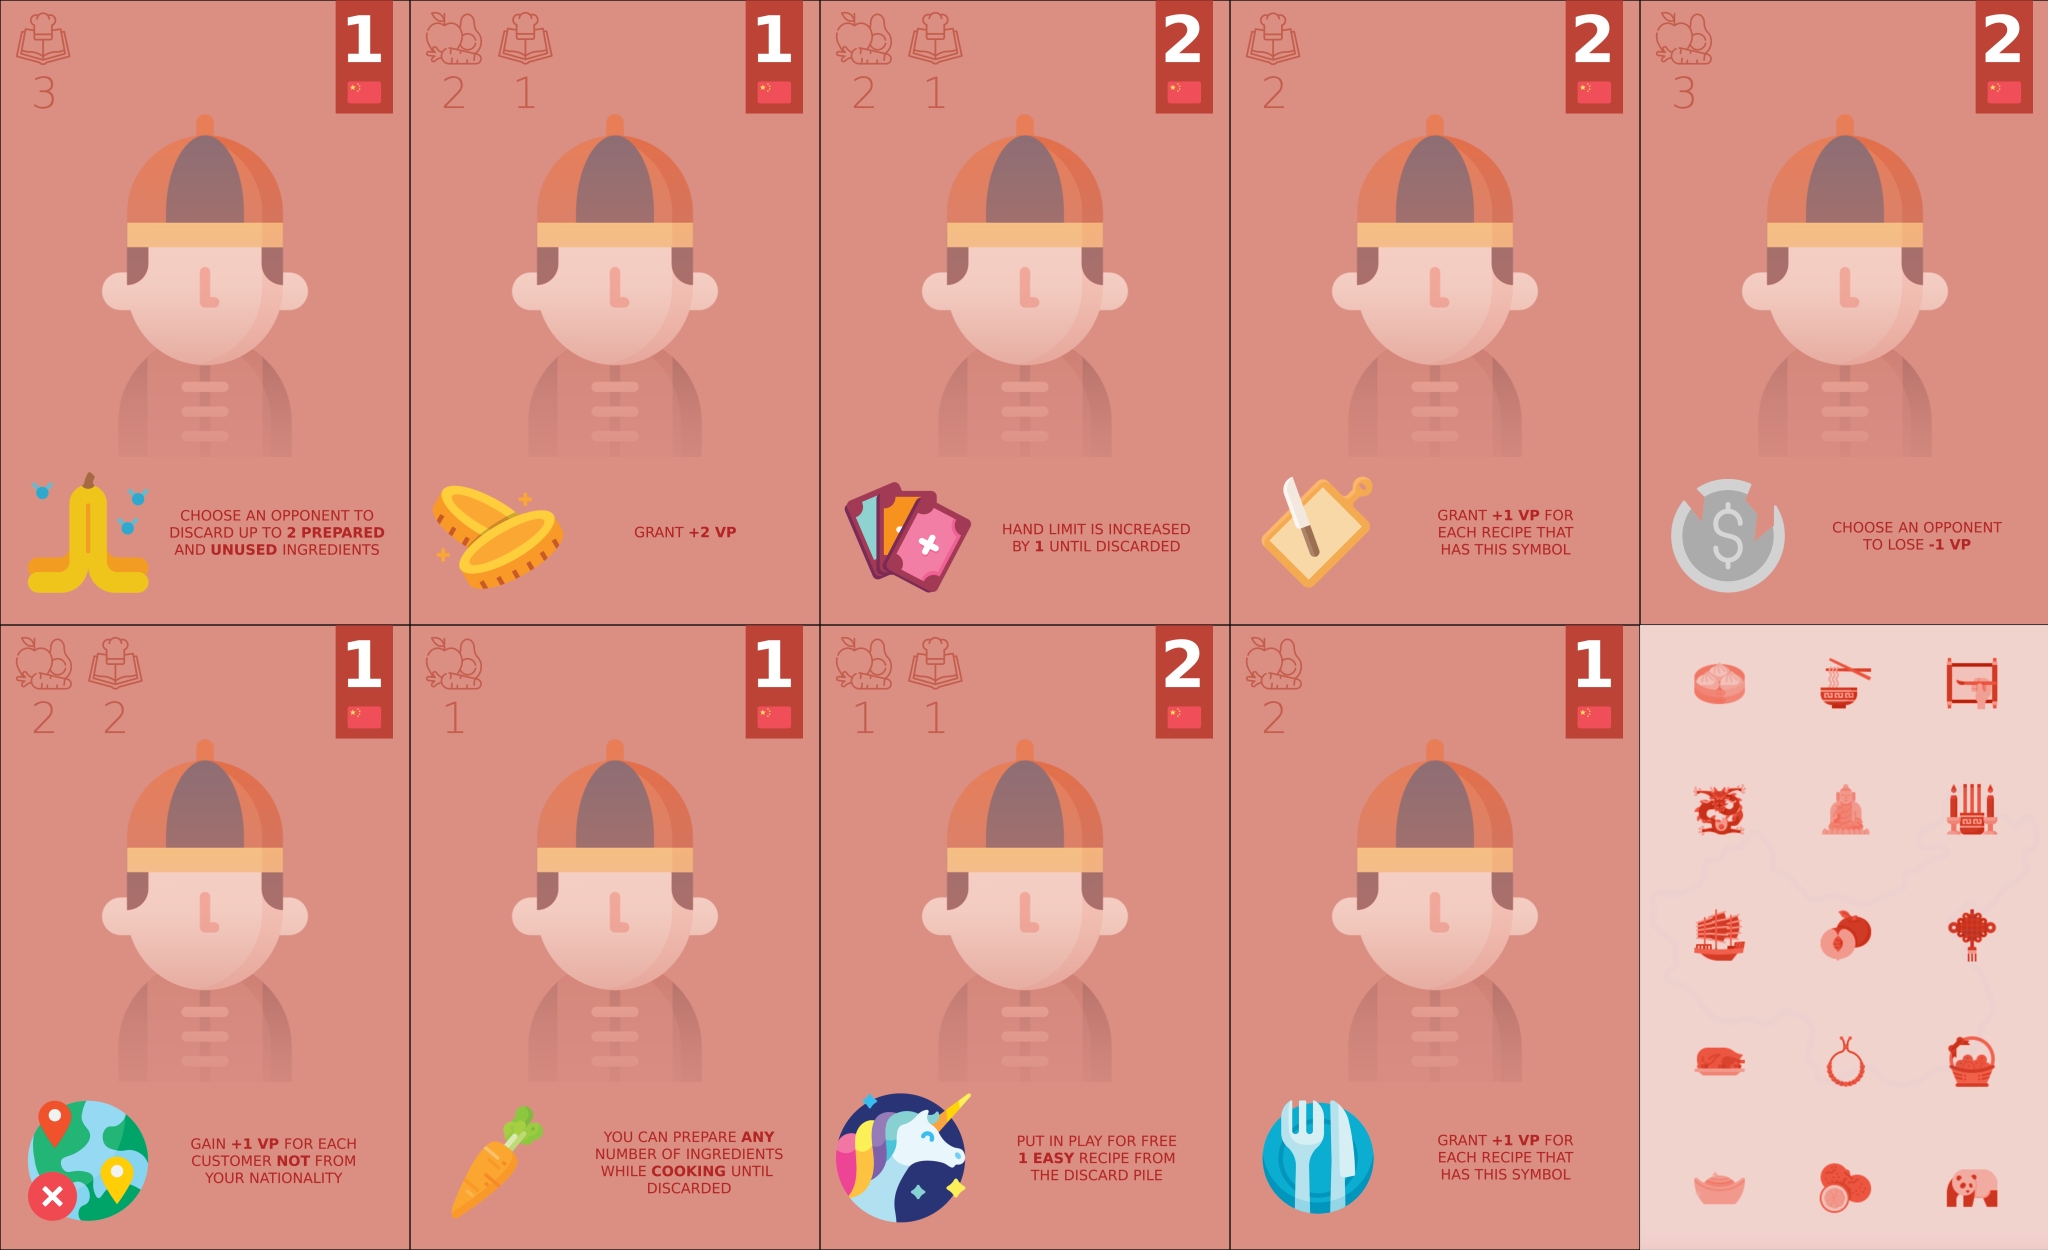 3
1
CHOOSE AN OPPONENT TO
DISCARD UP TO 2 PREPARED
AND UNUSED INGREDIENTS
2 1
1
GRANT +2 VP
2 1
2
HAND LIMIT IS INCREASED
BY 1 UNTIL DISCARDED
2
2
GRANT +1 VP FOR
EACH RECIPE THAT
HAS THIS SYMBOL
3
2
$
CHOOSE AN OPPONENT
TO LOSE -1 VP
2 2
1
GAIN +1 VP FOR EACH
CUSTOMER NOT FROM
YOUR NATIONALITY
1
1
YOU CAN PREPARE ANY
NUMBER OF INGREDIENTS
WHILE COOKING UNTIL
DISCARDED
1 1
2
PUT IN PLAY FOR FREE
1 EASY RECIPE FROM
THE DISCARD PILE
2
1
GRANT +1 VP FOR
EACH RECIPE THAT
HAS THIS SYMBOL